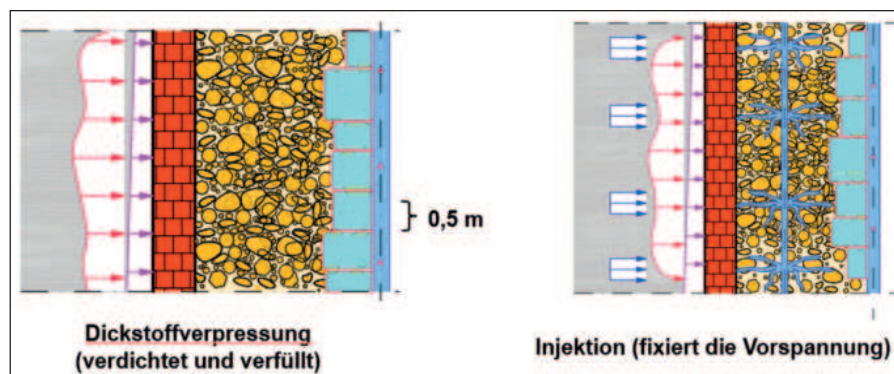 0,5 m
Dickstoffverpressung
(verdichtet und verfüllt)
Injektion (fixiert die Vorspannung)